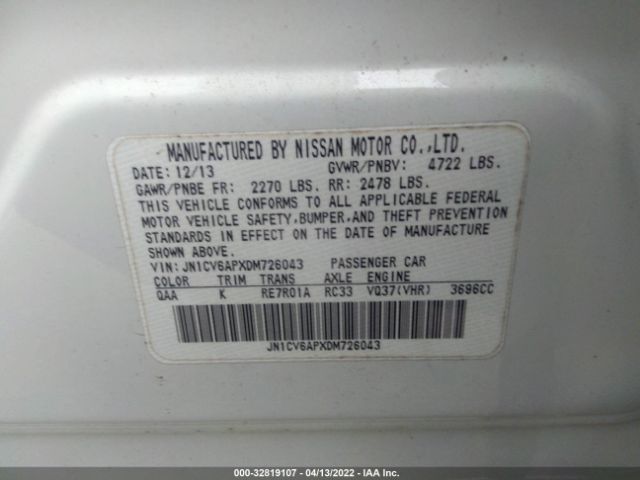 MANUFACTURED BY NISSAN MOTOR CO.,LTD.
DATE: 12/13 GVWR/PNBV: 4722 LBS.
GAWR/PNBE FR: 2270 LBS. RR: 2478 LBS.
THIS VEHICLE CONFORMS TO ALL APPLICABLE FEDERAL
MOTOR VEHICLE SAFETY,BUMPER,AND THEFT PREVENTION
STANDARDS IN EFFECT ON THE DATE OF MANUFACTURE
SHOWN ABOVE.
VIN: JN1CV6APXDM726043 PASSENGER CAR
COLOR TRIM TRANS AXLE ENGINE
QAA K RE7R01A RC33 VQ37(VHR) 3696CC
JN1CV6APXDM726043
000-32819107 - 04/13/2022 - IAA Inc.